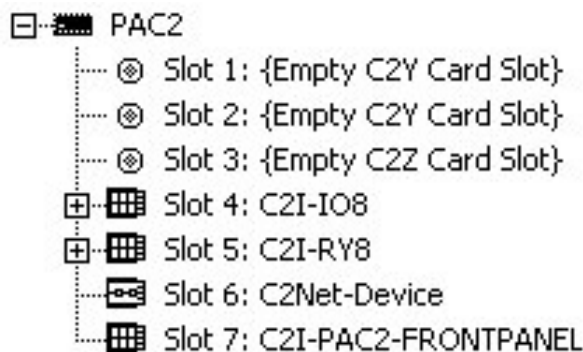 PAC2
Slot 1: {Empty C2Y Card Slot}
Slot 2: {Empty C2Y Card Slot}
Slot 3: {Empty C2Z Card Slot}
Slot 4: C2I-IO8
Slot 5: C2I-RY8
Slot 6: C2Net-Device
Slot 7: C2I-PAC2-FRONTPANEL